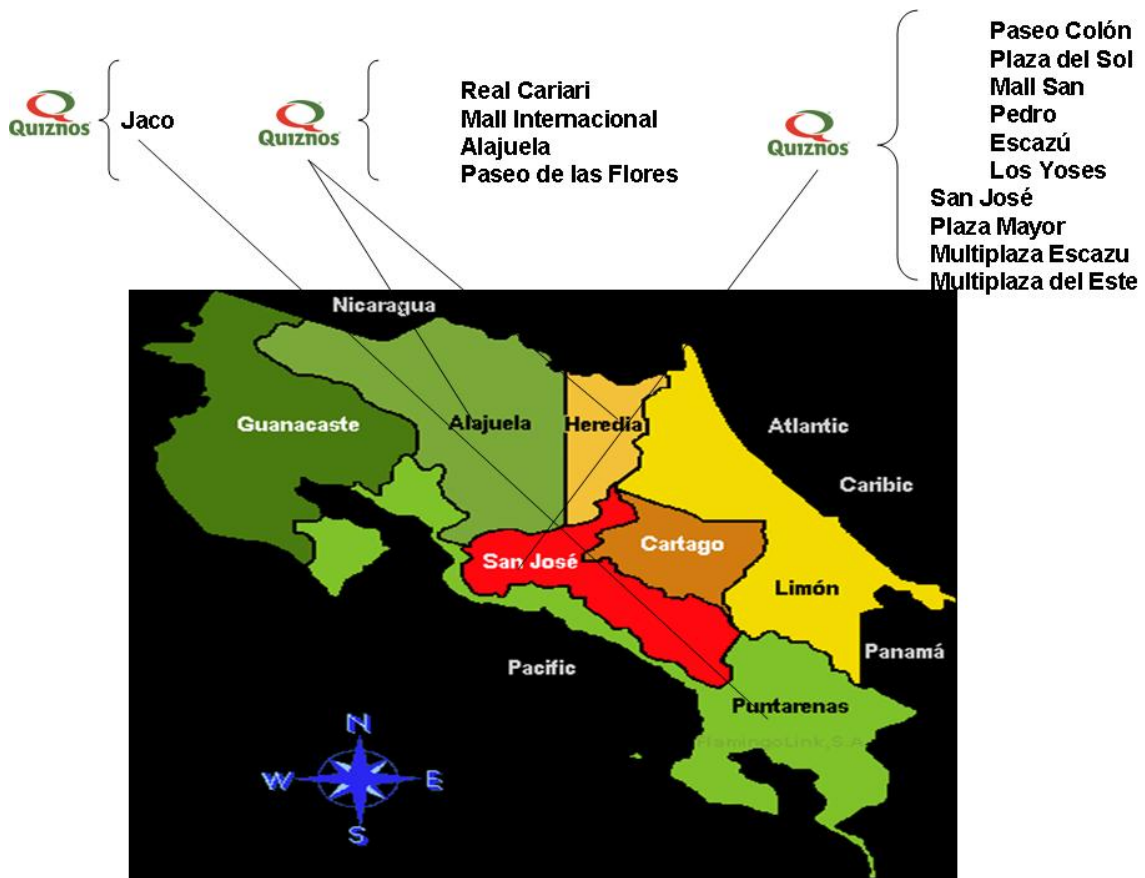 Quiznos
Jaco
Quiznos
Real Cariari
Mall Internacional
Alajuela
Paseo de las Flores
Quiznos
Paseo Colón
Plaza del Sol
Mall San
Pedro
Escazú
Los Yoses
San José
Plaza Mayor
Multiplaza Escazu
Multiplaza del Este
Nicaragua
Guanacaste
Alajuela
Heredia
Atlantic
Caribic
San José
Cartago
Limón
Pacific
Panamá
Puntarenas
FlamingoLink,S.A
N
W
E
S